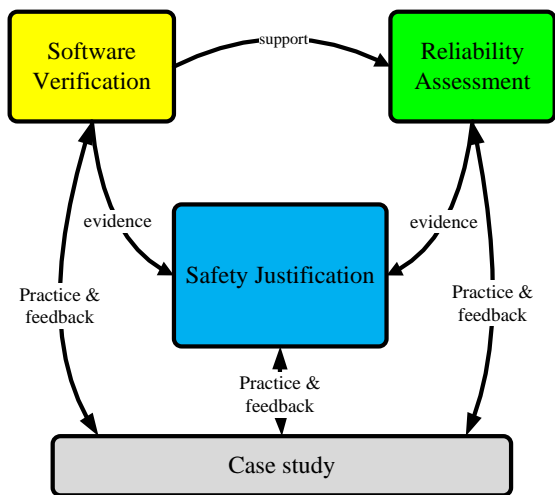 Software
Verification
support
Reliability
Assessment
evidence
evidence
Safety Justification
Practice &
feedback
Practice &
feedback
Practice &
feedback
Case study